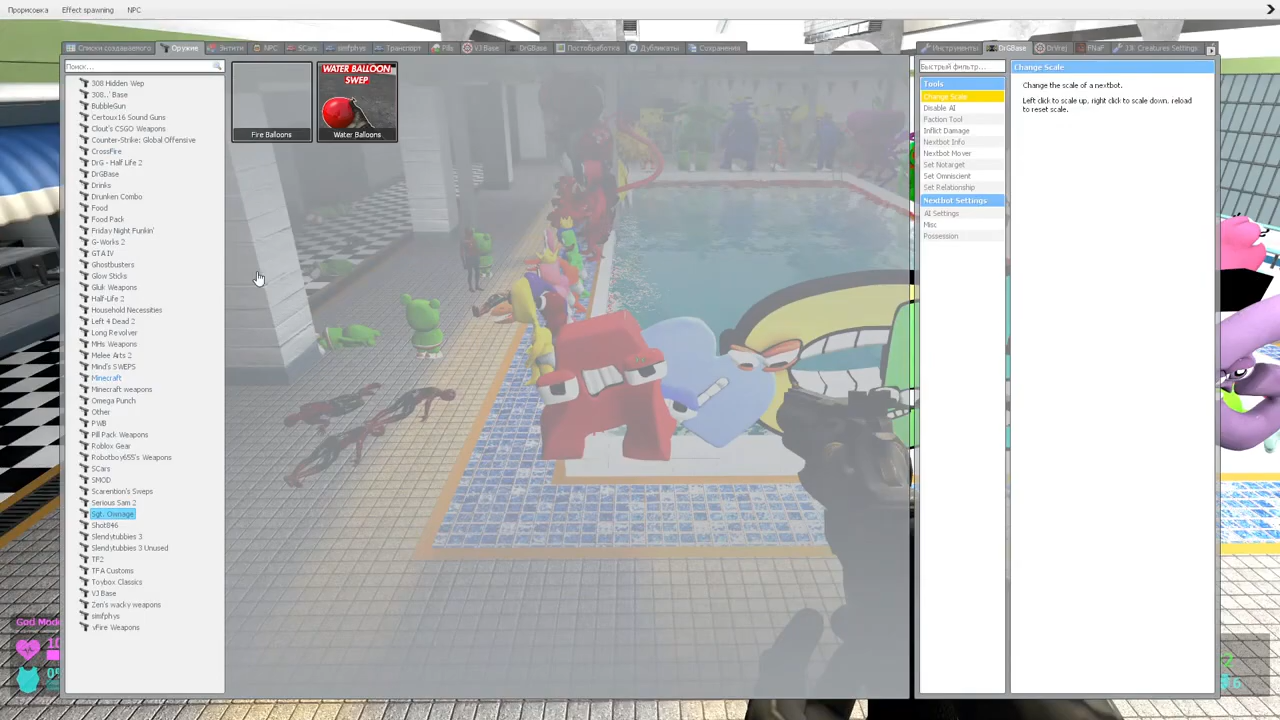 Прорисовка Effect spawning NPC
Списки создаваемого Оружие Энтити NPC SCars simfphys Транспорт Pills VJ Base DrGBase Постобработка Дубликаты Сохранения
Инструменты DrGBase DrVrej PNaF
Поиск...
308 Hidden Wep
308..' Base
BubbleGun
Certoux16 Sound Guns
Clout's CSGO Weapons
Counter-Strike: Global Offensive
CrossFire
DrG - Half Life 2
DrGBase
Drinks
Drunken Combo
Food
Food Pack
Friday Night Funkin'
G-Works 2
GTA IV
Ghostbusters
Glow Sticks
Gluk Weapons
Half-Life 2
Household Necessities
Left 4 Dead 2
Long Revolver
MHs Weapons
Melee Arts 2
Mind's SWEPS
Minecraft
Minecraft weapons
Omega Punch
Other
PWB
Pill Pack Weapons
Roblox Gear
Robotboy655's Weapons
SCars
SMOD
Scarention's Sweps
Serious Sam 2
Sgt. Ownage
Shot846
Slendytubbies 3
Slendytubbies 3 Unused
TF2
TFA Customs
Toybox Classics
VJ Base
Zen's wacky weapons
simfphys
vFire Weapons
Fire Balloons
WATER BALLOON
SWEP
Water Balloons
Быстрый фильтр...
Tools
Change Scale
Disable AI
Faction Tool
Inflict Damage
Nextbot Info
Nextbot Mover
Set Notarget
Set Omniscient
Set Relationship
Nextbot Settings
AI Settings
Misc
Possession
Change Scale
Change the scale of a nextbot.
Left click to scale up, right click to scale down, reload
to reset scale.
God Mode